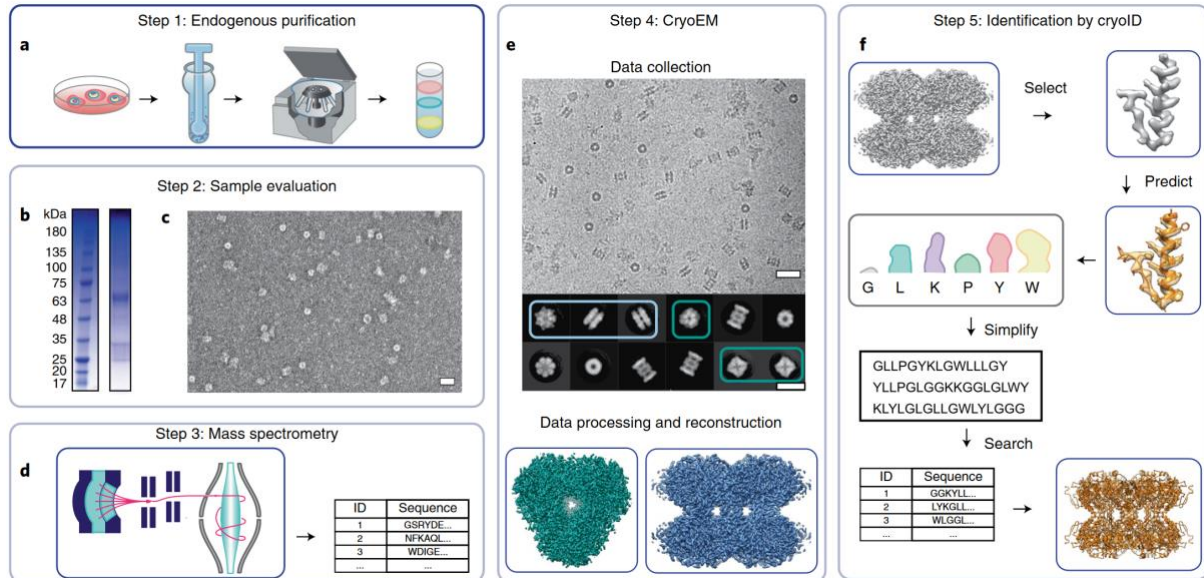 Step 1: Endogenous purification
a
Step 2: Sample evaluation
b
kDa
180
135
100
75
63
48
35
25
20
17
c
Step 3: Mass spectrometry
d
ID Sequence
1 GSRYDE...
2 NFKAQL...
3 WDIGE...
... ...
Step 4: CryoEM
e
Data collection
Data processing and reconstruction
Step 5: Identification by cryoID
f
Select
Predict
G L K P Y W
Simplify
GLLPGYKLGWLLLGY
YLLPGLGGKKGGLGLWY
KLYLGLGLLGWLYLGGG
Search
ID Sequence
1 GGKYLL...
2 LYKGLL...
3 WLGGL...
... ...